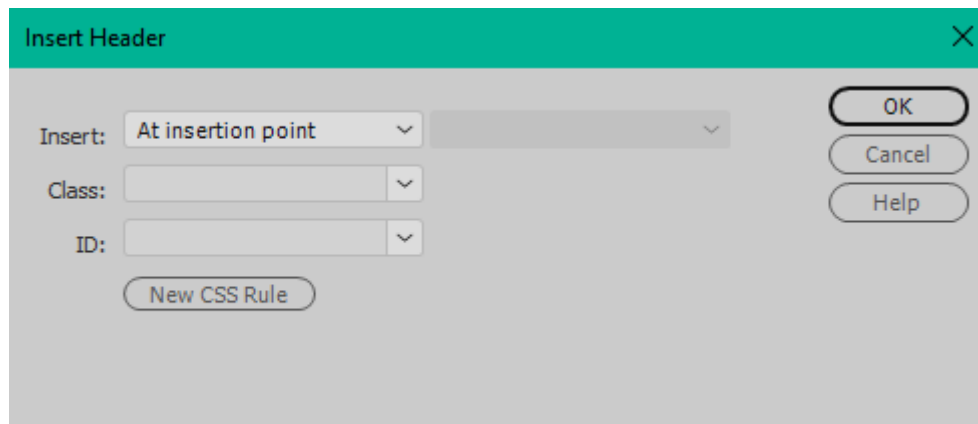 Insert Header
Insert: At insertion point
OK
Cancel
Class:
Help
ID:
New CSS Rule